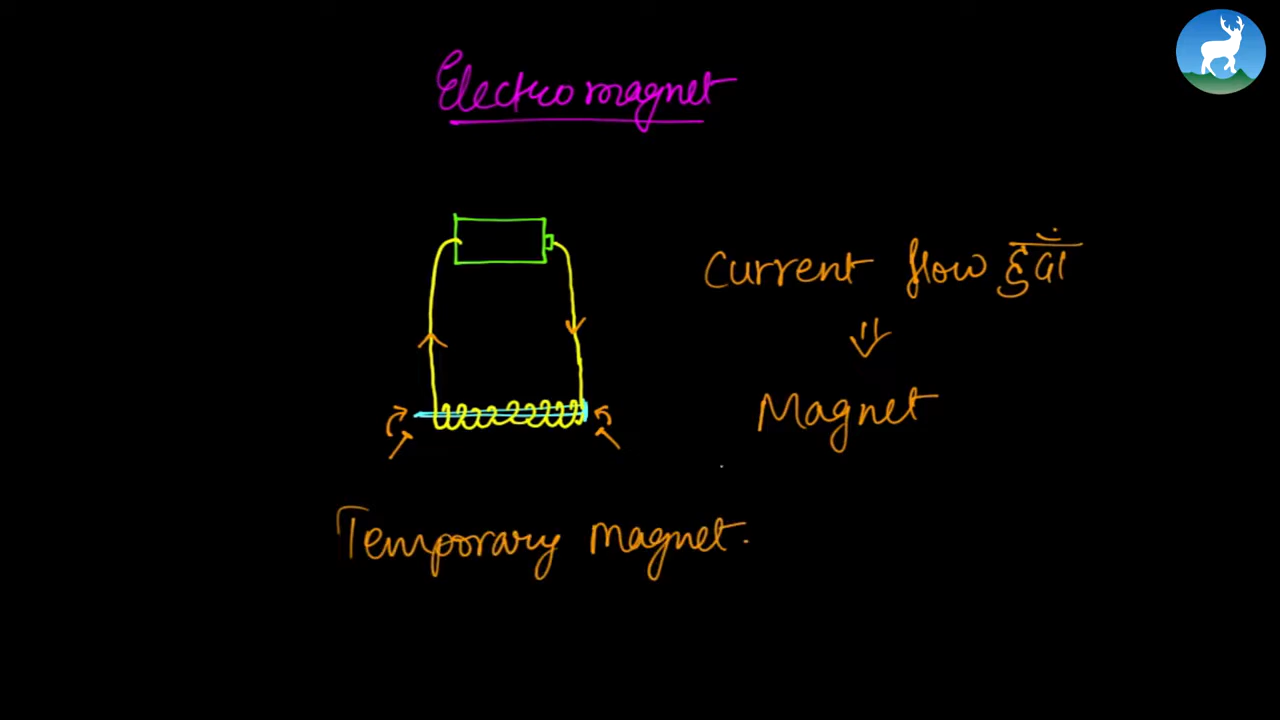 Electromagnet
Current flow हुआ
⇓
Magnet
Temporary Magnet.